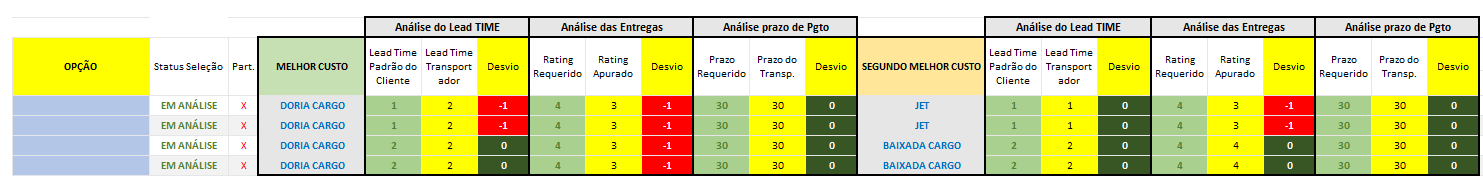 Análise do Lead TIME Análise das Entregas Análise prazo de Pgto Análise do Lead TIME Análise das Entregas Análise prazo de Pgto
OPÇÃO Status Seleção Part. MELHOR CUSTO Lead Time Padrão do Cliente Lead Time Transport ador Desvio Rating Requerido Rating Apurado Desvio Prazo Requerido Prazo do Transp. Desvio SEGUNDO MELHOR CUSTO Lead Time Padrão do Cliente Lead Time Transport ador Desvio Rating Requerido Rating Apurado Desvio Prazo Requerido Prazo do Transp. Desvio
EM ANÁLISE X DORIA CARGO 1 2 -1 4 3 -1 30 30 0 JET 1 1 0 4 3 -1 30 30 0
EM ANÁLISE X DORIA CARGO 1 2 -1 4 3 -1 30 30 0 JET 1 1 0 4 3 -1 30 30 0
EM ANÁLISE X DORIA CARGO 2 2 0 4 3 -1 30 30 0 BAIXADA CARGO 2 2 0 4 4 0 30 30 0
EM ANÁLISE X DORIA CARGO 2 2 0 4 3 -1 30 30 0 BAIXADA CARGO 2 2 0 4 4 0 30 30 0